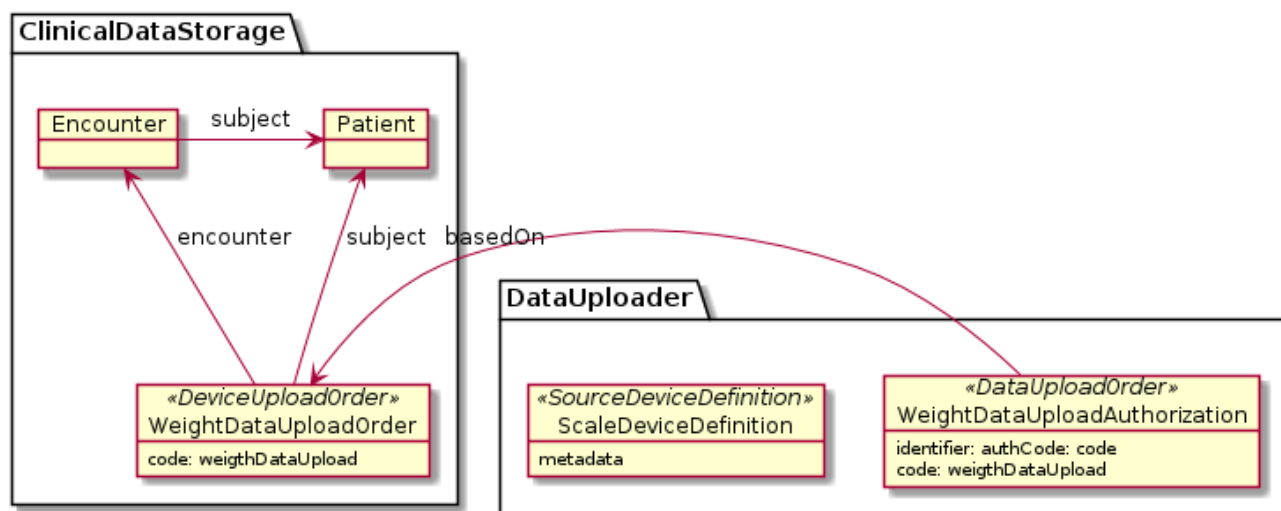 ClinicalDataStorage
Encounter
subject
Patient
encounter
subject
basedOn
DataUploader
«DeviceUploadOrder»
WeightDataUploadOrder
code: weigthDataUpload
«SourceDeviceDefinition»
ScaleDeviceDefinition
metadata
«DataUploadOrder»
WeightDataUploadAuthorization
identifier: authCode: code
code: weigthDataUpload